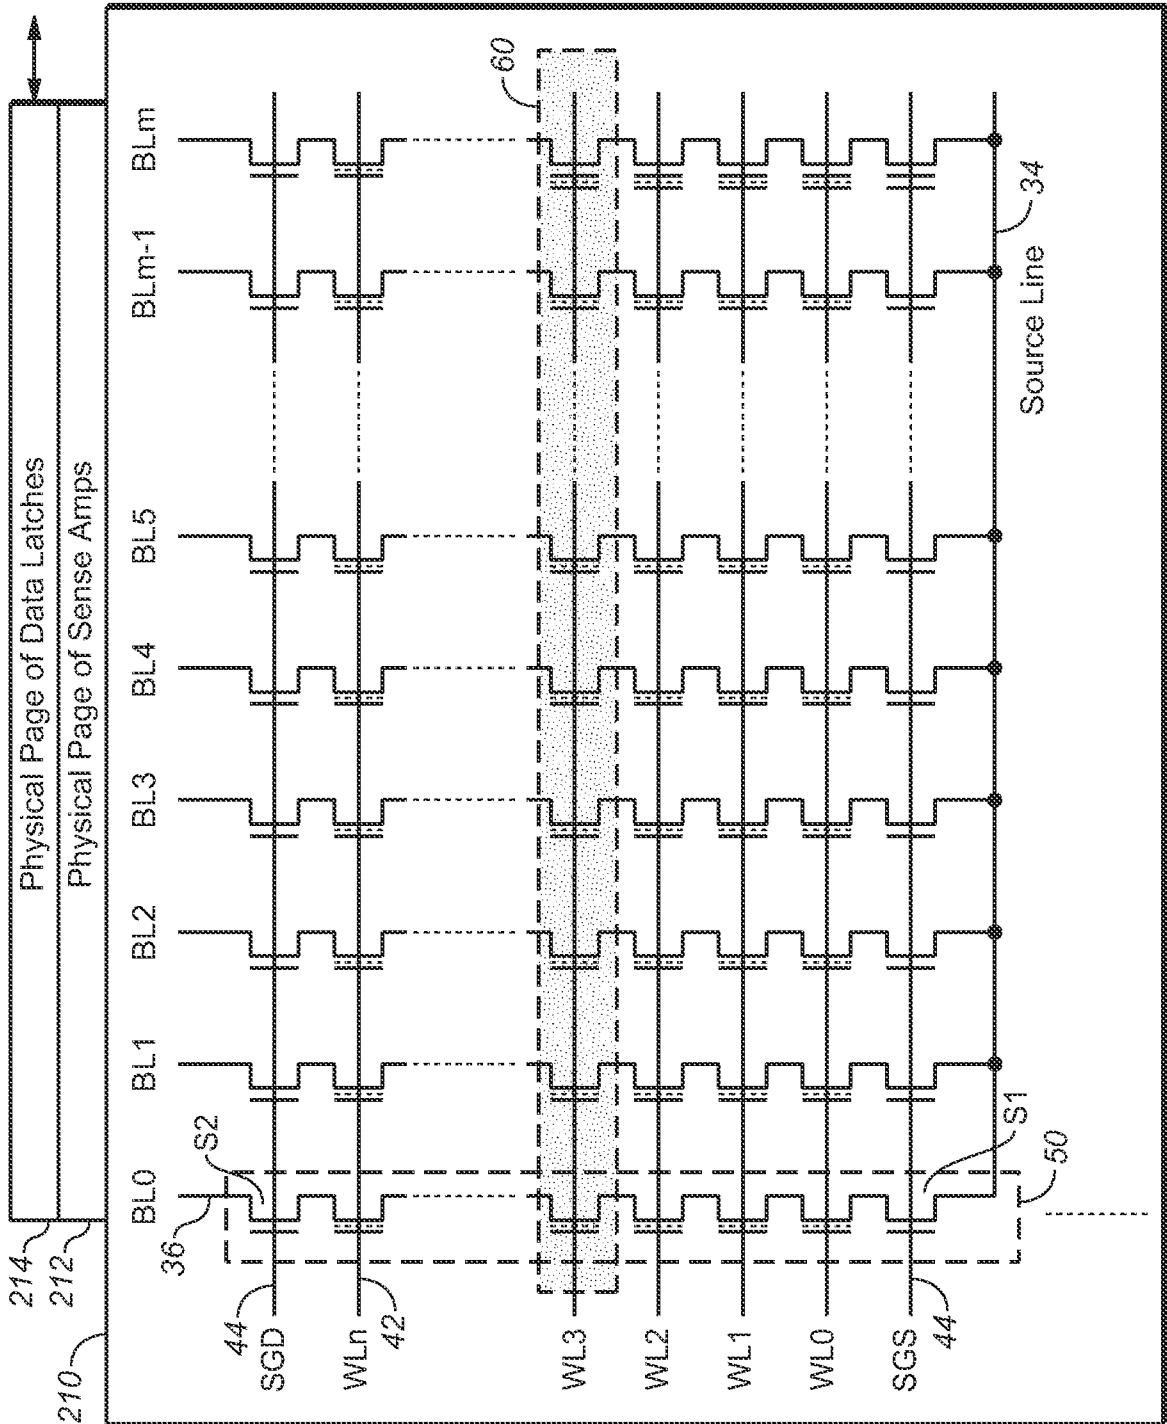 210
214
212
Physical Page of Data Latches
Physical Page of Sense Amps
BL0
BL1
BL2
BL3
BL4
BL5
BLm-1
BLm
36
S2
44
SGD
WLn
42
60
WL3
WL2
WL1
WL0
SGS
44
S1
50
34
Source Line